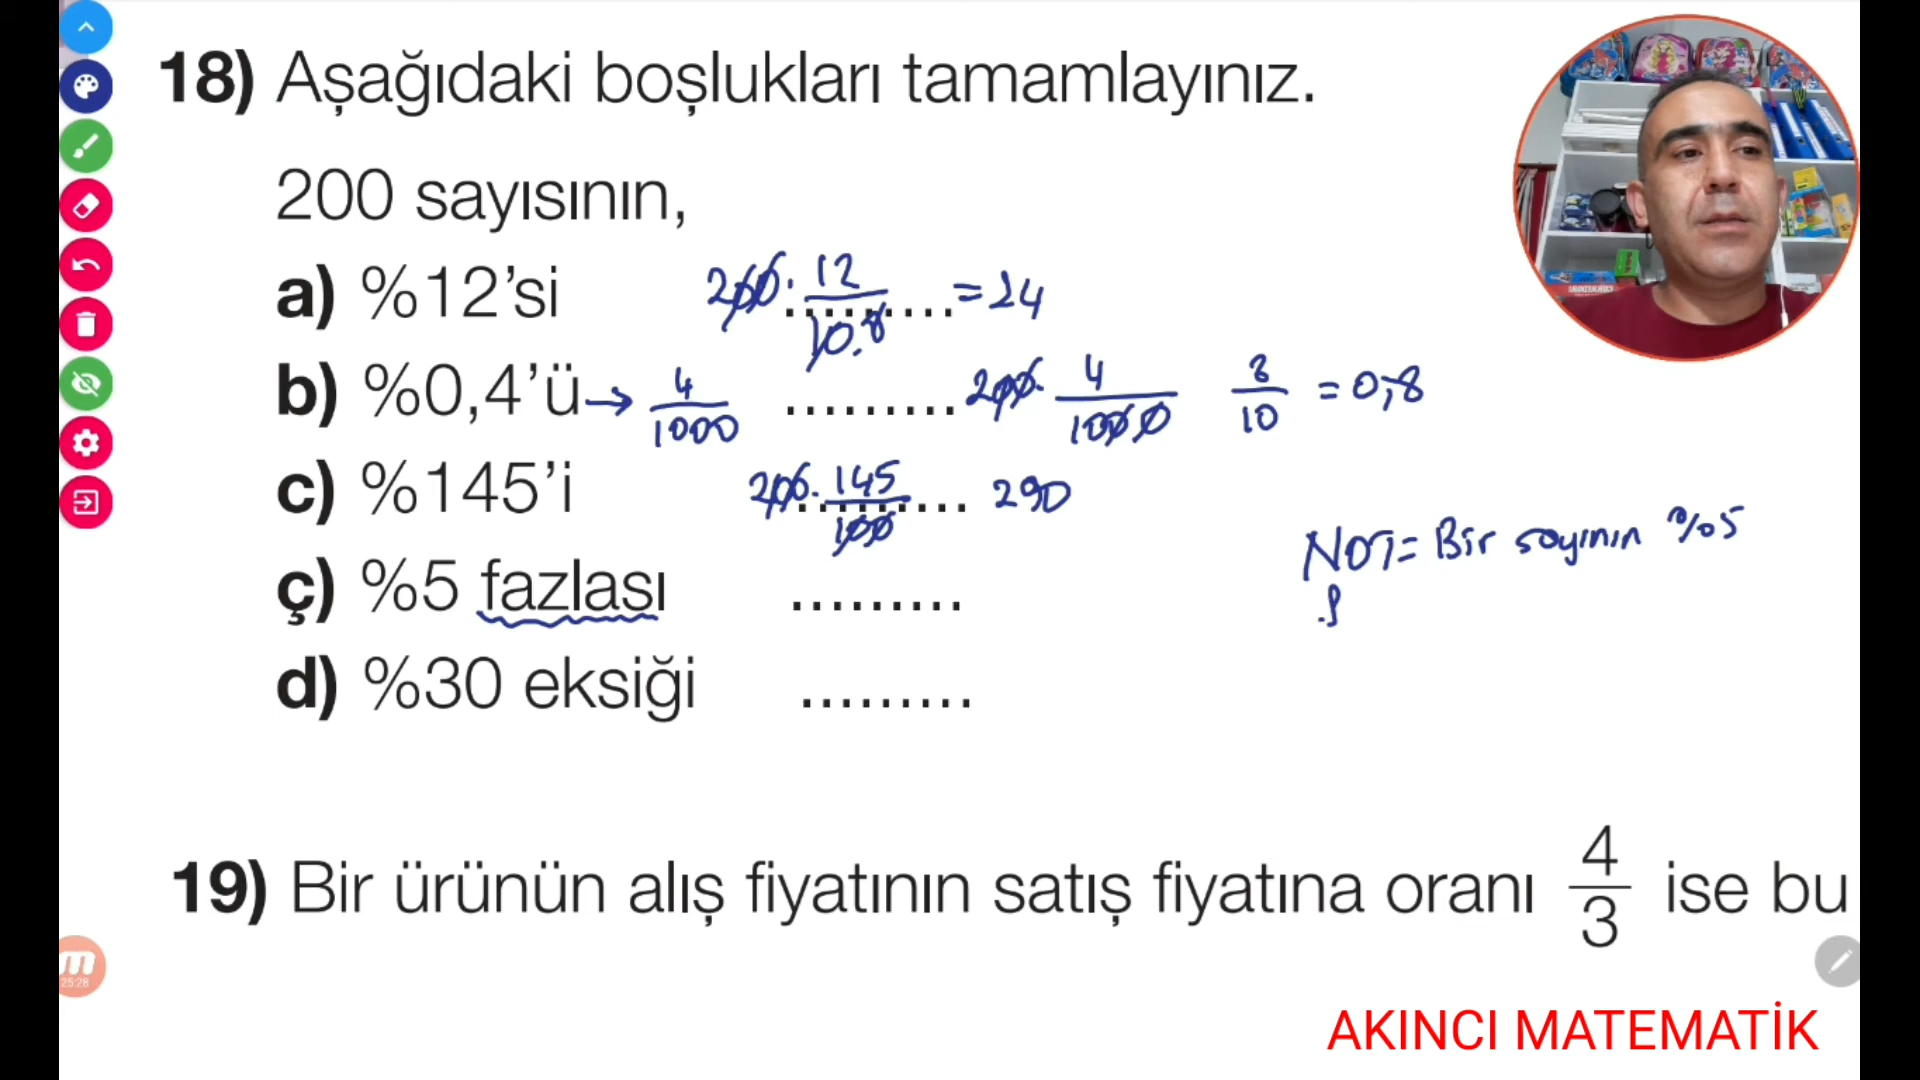 18) Aşağıdaki boşlukları tamamlayınız.
200 sayısının,
a) %12'si 200 . 12/100 ......... = 24
b) %0,4'ü → 4/1000 ......... 200 . 4/1000 8/10 = 0,8
c) %145'i 200 . 145/100 ......... 290
NOT = Bir sayının %5
f
ç) %5 fazlası .........
d) %30 eksiği .........
19) Bir ürünün alış fiyatının satış fiyatına oranı 4/3 ise bu
m
25:28
AKINCI MATEMATİK